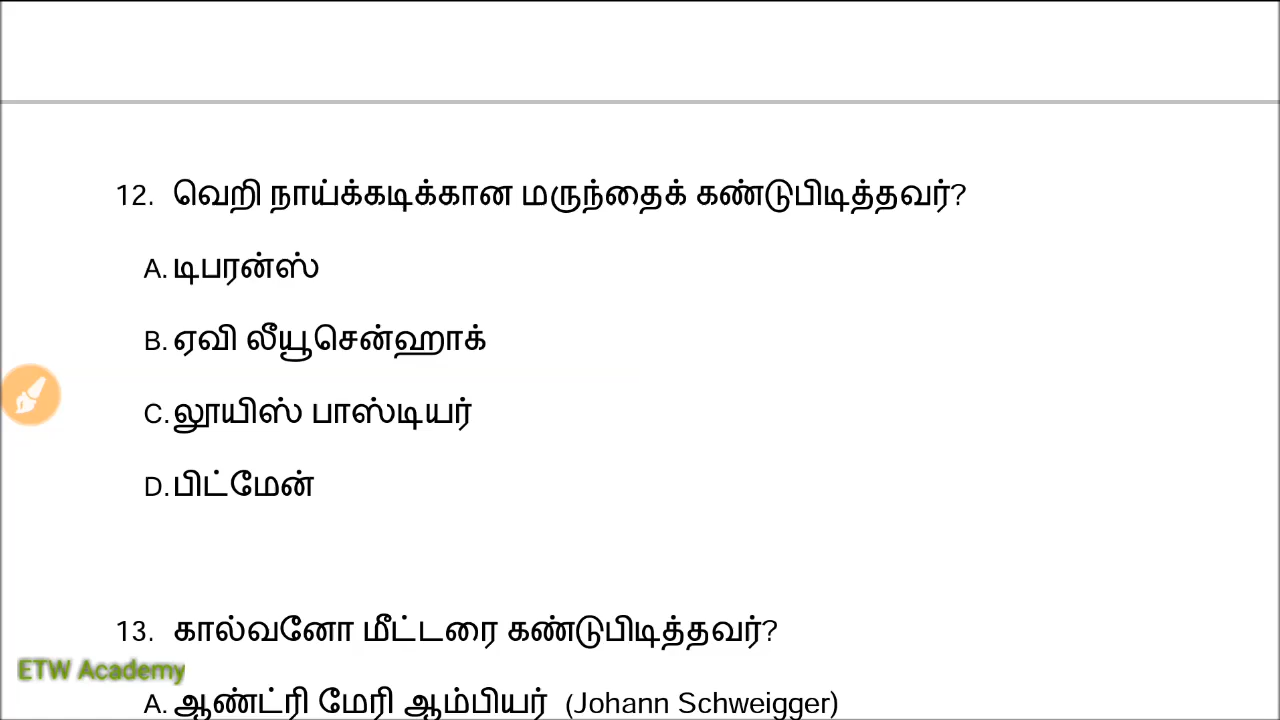 12. வெறி நாய்க்கடிக்கான மருந்தைக் கண்டுபிடித்தவர்?
A. டிபரன்ஸ்
B. ஏவி லீயூசென்ஹாக்
C. லூயிஸ் பாஸ்டியர்
D. பிட்மேன்
13. கால்வனோ மீட்டரை கண்டுபிடித்தவர்?
ETW Academy
A. ஆண்ட்ரி மேரி ஆம்பியர் (Johann Schweigger)